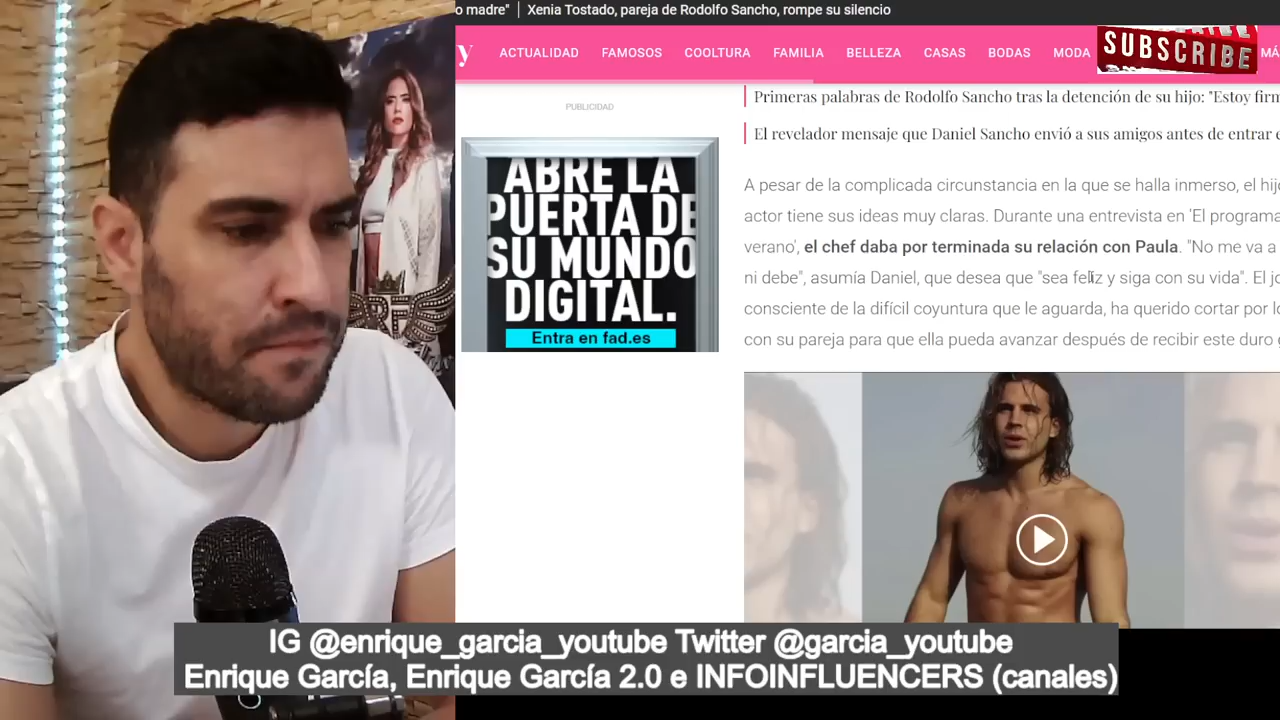 o madre" | Xenia Tostado, pareja de Rodolfo Sancho, rompe su silencio
y ACTUALIDAD FAMOSOS COOLTURA FAMILIA BELLEZA CASAS BODAS MODA MÁ
SUBSCRIBE
PUBLICIDAD
Primeras palabras de Rodolfo Sancho tras la detención de su hijo: "Estoy firm
El revelador mensaje que Daniel Sancho envió a sus amigos antes de entrar e
ABRE LA
PUERTA DE
SU MUNDO
DIGITAL.
Entra en fad.es
A pesar de la complicada circunstancia en la que se halla inmerso, el hij
actor tiene sus ideas muy claras. Durante una entrevista en 'El programa
verano', el chef daba por terminada su relación con Paula. "No me va a
ni debe", asumía Daniel, que desea que "sea feliz y siga con su vida". El jo
consciente de la difícil coyuntura que le aguarda, ha querido cortar por lo
con su pareja para que ella pueda avanzar después de recibir este duro g
IG @enrique_garcia_youtube Twitter @garcia_youtube
Enrique García, Enrique García 2.0 e INFOINFLUENCERS (canales)